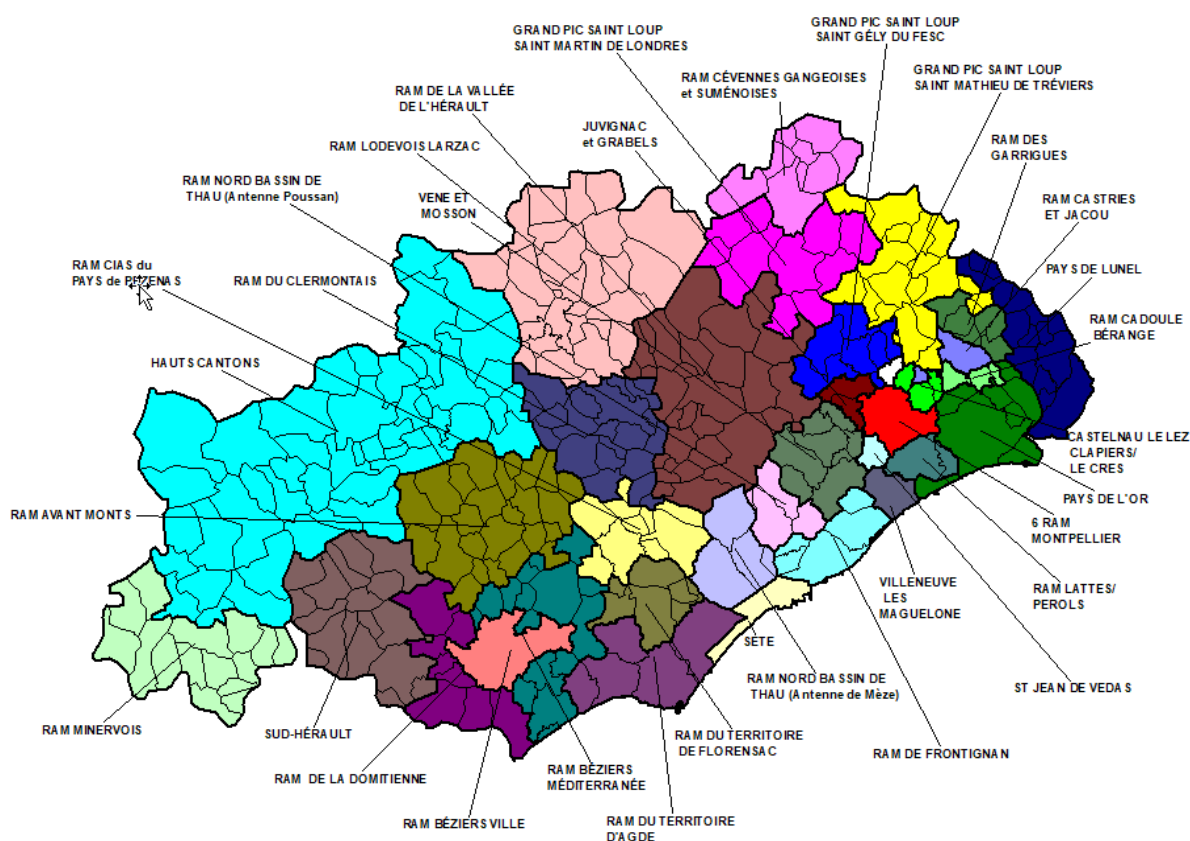 GRAND PIC SAINT LOUP
SAINT MARTIN DE LONDRES
GRAND PIC SAINT LOUP
SAINT GÉLY DU FESC
GRAND PIC SAINT LOUP
SAINT MATHIEU DE TRÉVIERS
RAM CÉVENNES GANGEOISES
et SUMÉNOISES
RAM DE LA VALLÉE
DE L'HÉRAULT
JUVIGNAC
et GRABELS
RAM DES
GARRIGUES
RAM LODEVOIS LARZAC
RAM NORD BASSIN DE
THAU (Antenne Poussan)
VENE ET
MOSSON
RAM CASTRIES
ET JACOU
RAM CIAS du
PAYS de PEZENAS
RAM DU CLERMONTAIS
PAYS DE LUNEL
RAM CADOULE
BÉRANGE
HAUTS CANTONS
CASTELNAU LE LEZ
CLAPIERS/
LE CRES
PAYS DE L'OR
RAM AVANT MONTS
6 RAM
MONTPELLIER
VILLENEUVE
LES
MAGUELONE
RAM LATTES/
PEROLS
SÉTE
RAM NORD BASSIN DE
THAU (Antenne de Mèze)
ST JEAN DE VEDAS
RAM MINERVOIS
SUD-HÉRAULT
RAM DU TERRITOIRE
DE FLORENSAC
RAM DE FRONTIGNAN
RAM DE LA DOMITIENNE
RAM BÉZIERS
MÉDITERRANÉE
RAM BÉZIERS VILLE
RAM DU TERRITOIRE
D'AGDE